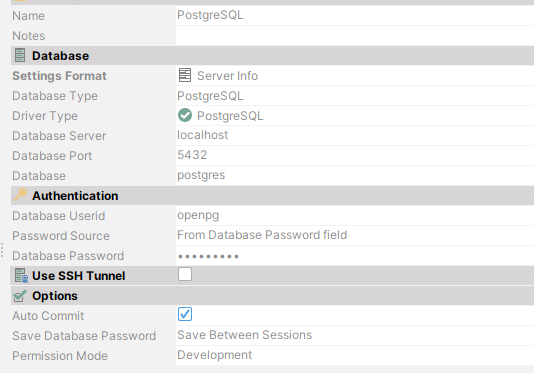 Name PostgreSQL
Notes
Database
Settings Format Server Info
Database Type PostgreSQL
Driver Type PostgreSQL
Database Server localhost
Database Port 5432
Database postgres
Authentication
Database Userid openpg
Password Source From Database Password field
Database Password •••••••••
Use SSH Tunnel
Options
Auto Commit
Save Database Password Save Between Sessions
Permission Mode Development